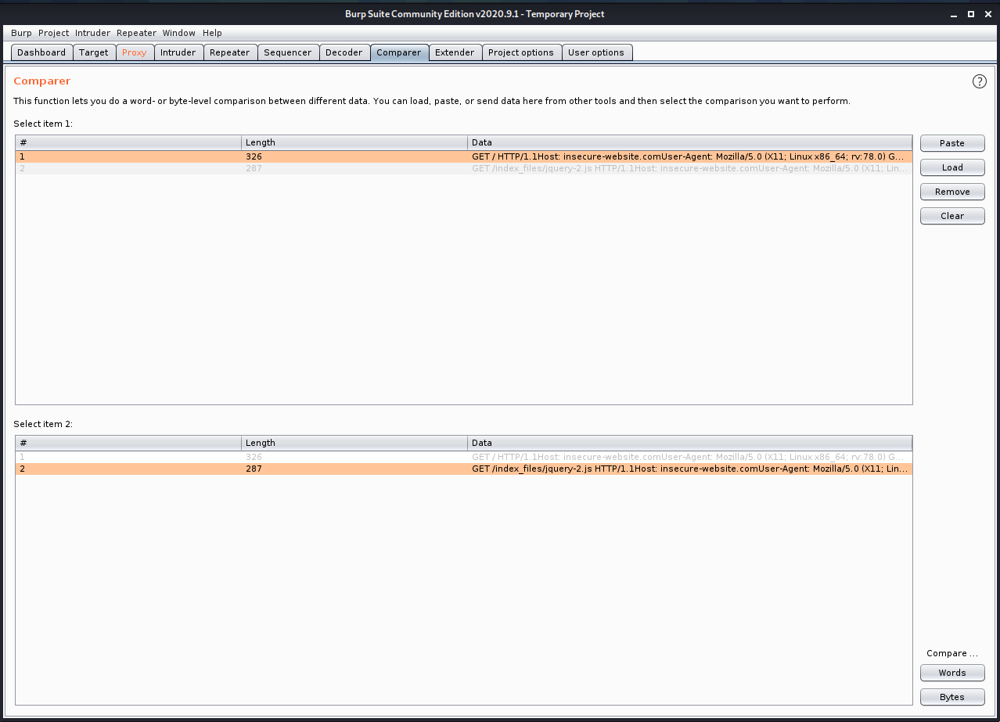 Burp Suite Community Edition v2020.9.1 - Temporary Project
Burp Project Intruder Repeater Window Help
Dashboard Target Proxy Intruder Repeater Sequencer Decoder Comparer Extender Project options User options
Comparer
?
This function lets you do a word- or byte-level comparison between different data. You can load, paste, or send data here from other tools and then select the comparison you want to perform.
Select item 1:
# Length Data
1 326 GET / HTTP/1.1Host: insecure-website.comUser-Agent: Mozilla/5.0 (X11; Linux x86_64; rv:78.0) G...
2 287 GET /index_files/jquery-2.js HTTP/1.1Host: insecure-website.comUser-Agent: Mozilla/5.0 (X11; Lin...
Paste
Load
Remove
Clear
Select item 2:
# Length Data
1 326 GET / HTTP/1.1Host: insecure-website.comUser-Agent: Mozilla/5.0 (X11; Linux x86_64; rv:78.0) G...
2 287 GET /index_files/jquery-2.js HTTP/1.1Host: insecure-website.comUser-Agent: Mozilla/5.0 (X11; Lin...
Compare ...
Words
Bytes